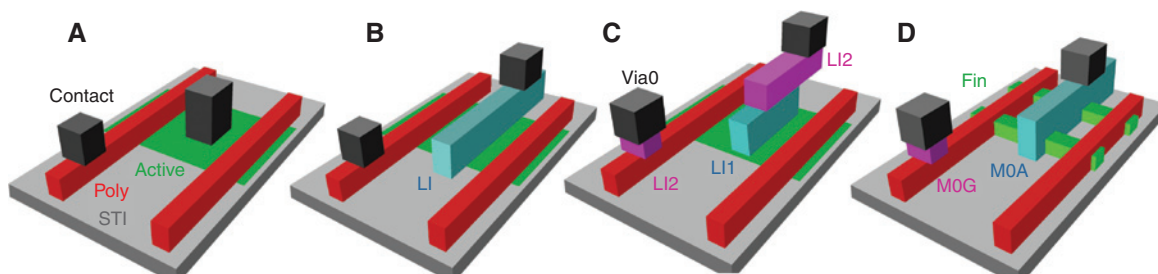 A
B
C
D
Contact
Active
Poly
STI
LI
Via0
LI2
LI2
LI1
Fin
M0G
M0A